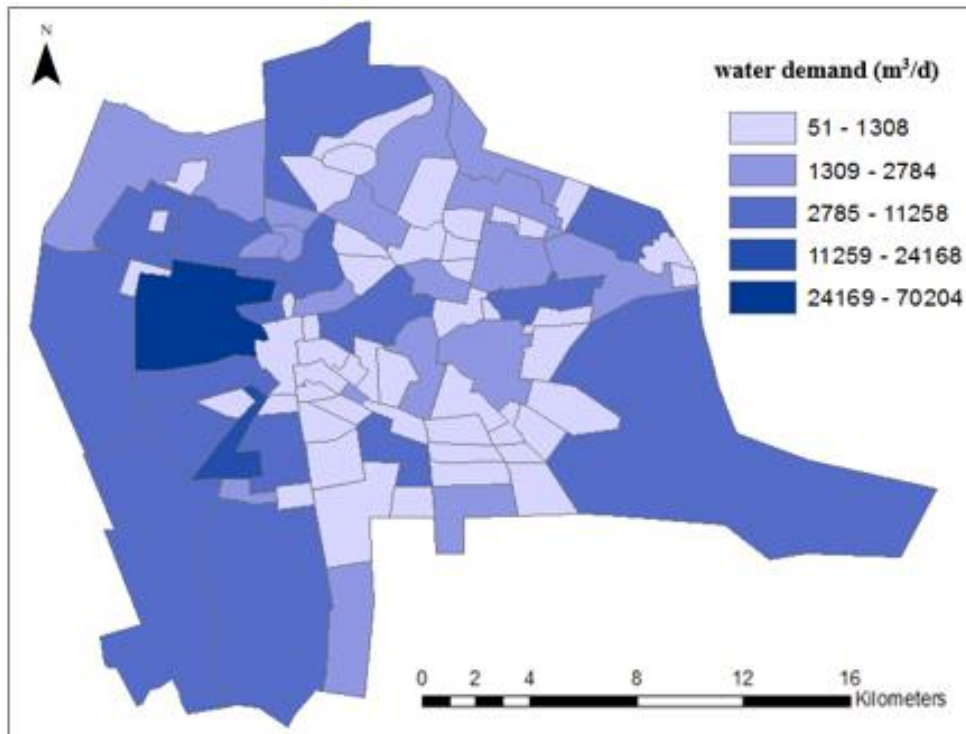 N
water demand (m³/d)
51 - 1308
1309 - 2784
2785 - 11258
11259 - 24168
24169 - 70204
0 2 4 8 12 16
Kilometers